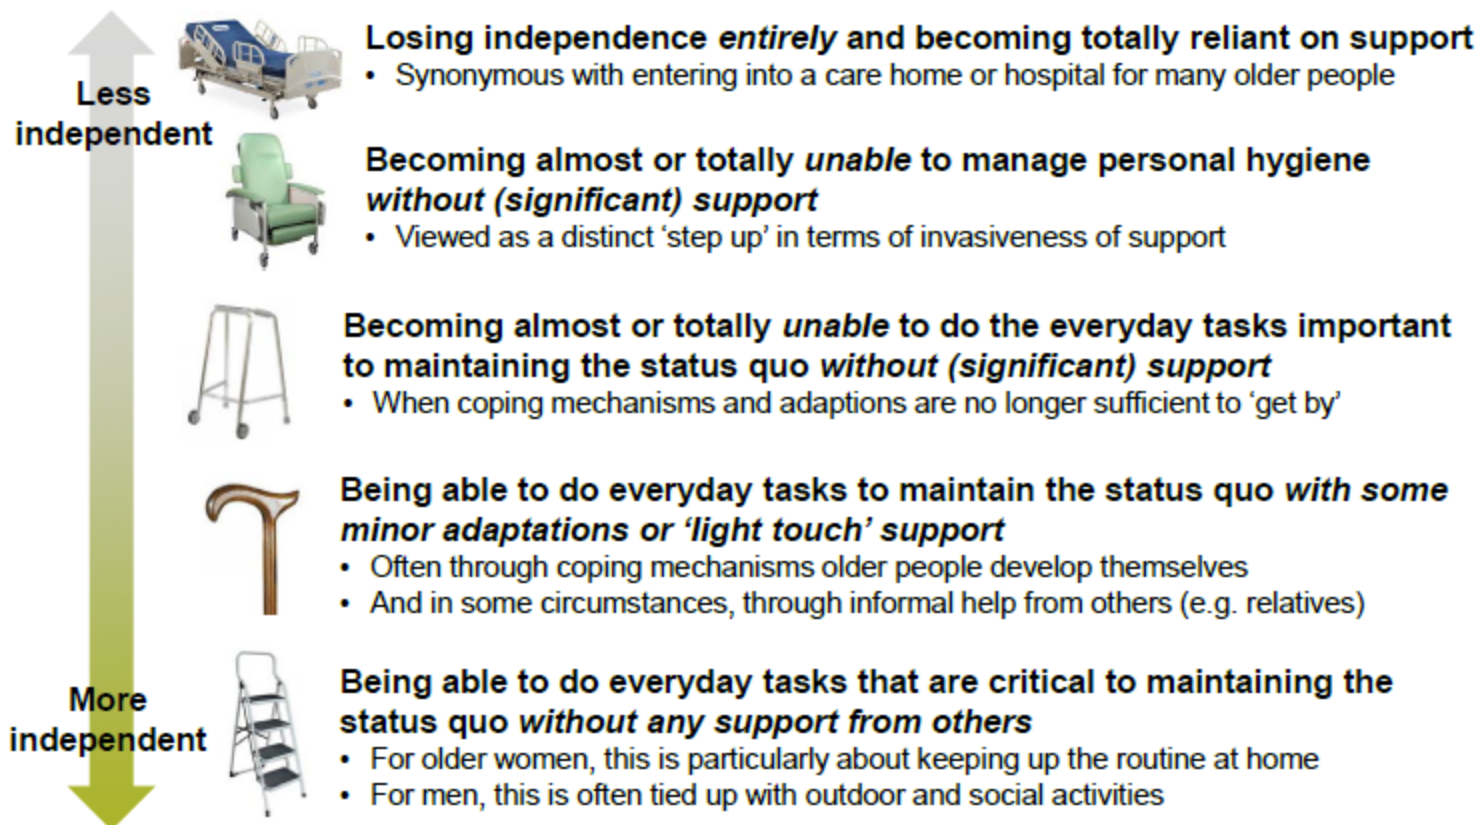 Losing independence entirely and becoming totally reliant on support
• Synonymous with entering into a care home or hospital for many older people
Less
independent
Becoming almost or totally unable to manage personal hygiene
without (significant) support
• Viewed as a distinct ‘step up’ in terms of invasiveness of support
Becoming almost or totally unable to do the everyday tasks important
to maintaining the status quo without (significant) support
• When coping mechanisms and adaptions are no longer sufficient to ‘get by’
Being able to do everyday tasks to maintain the status quo with some
minor adaptations or ‘light touch’ support
• Often through coping mechanisms older people develop themselves
• And in some circumstances, through informal help from others (e.g. relatives)
More
independent
Being able to do everyday tasks that are critical to maintaining the
status quo without any support from others
• For older women, this is particularly about keeping up the routine at home
• For men, this is often tied up with outdoor and social activities